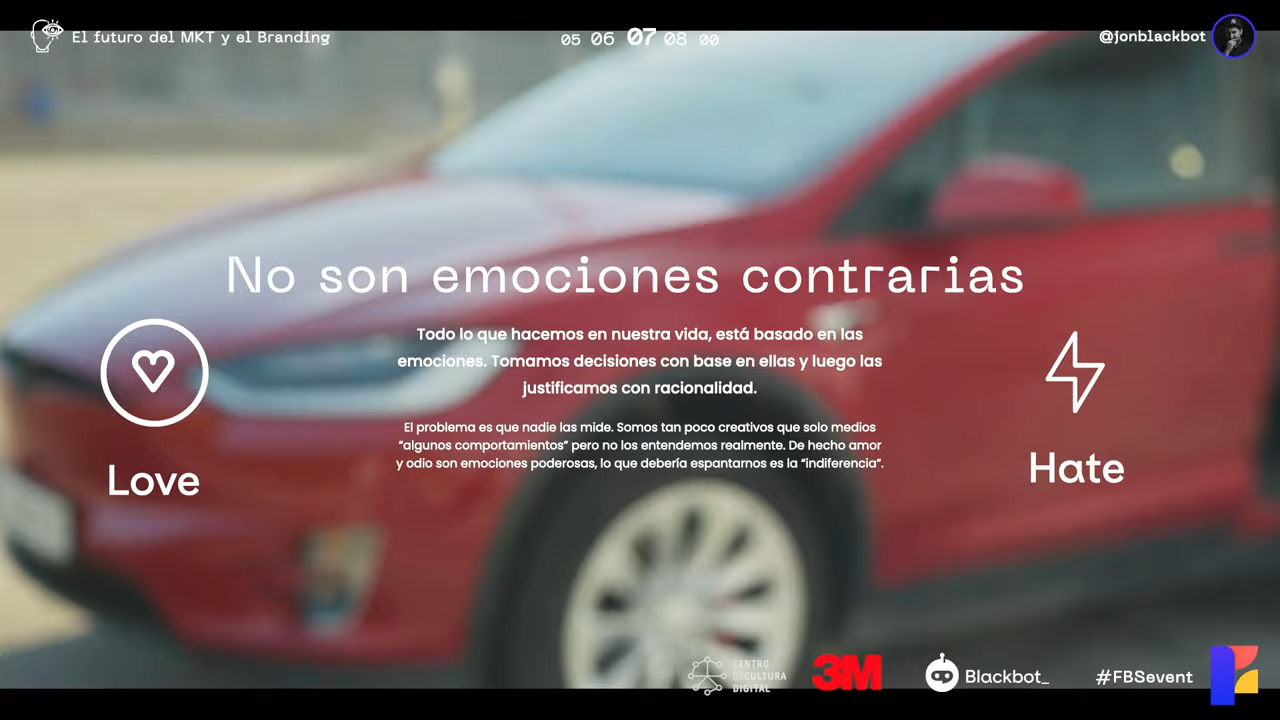 El futuro del MKT y el Branding
05 06 07 08 00
@jonblackbot
No son emociones contrarias
Todo lo que hacemos en nuestra vida, está basado en las
emociones. Tomamos decisiones con base en ellas y luego las
justificamos con racionalidad.
El problema es que nadie las mide. Somos tan poco creativos que solo medios
“algunos comportamientos” pero no los entendemos realmente. De hecho amor
y odio son emociones poderosas, lo que debería espantarnos es la “indiferencia”.
Love
Hate
CENTRO
DE CULTURA
DIGITAL
3M
Blackbot_
#FBSevent